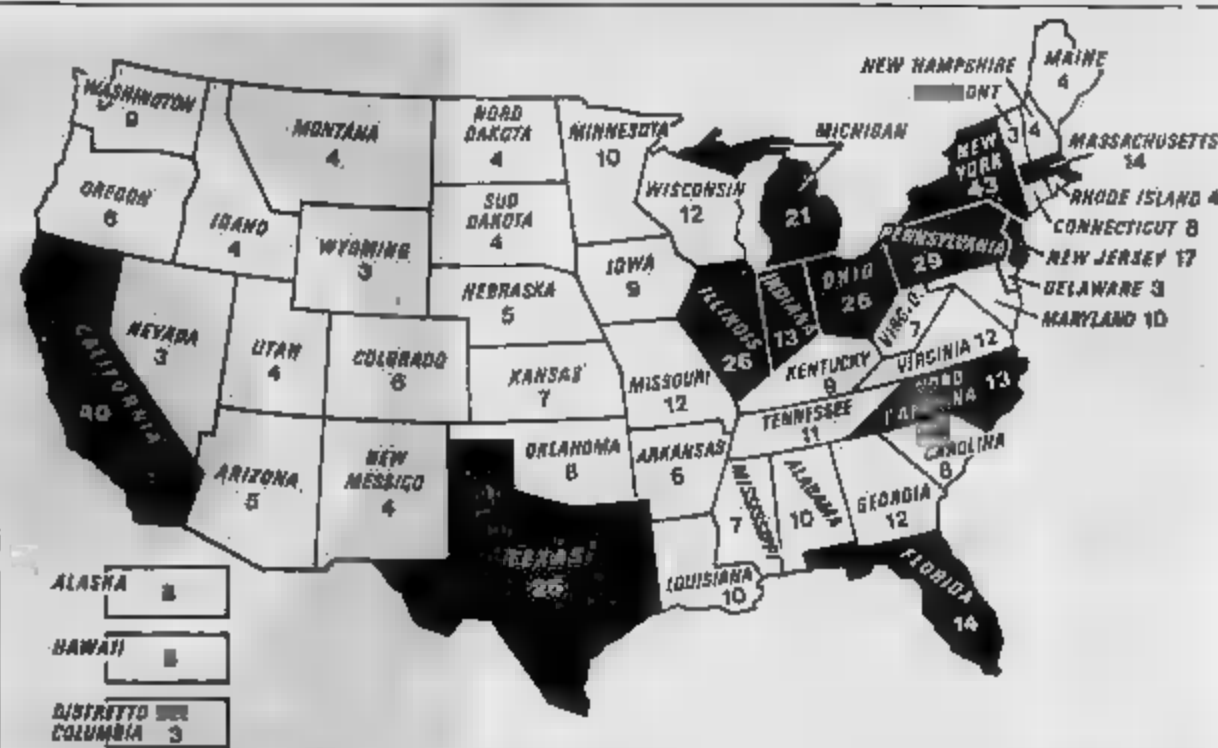 NEW HAMPSHIRE
MAINE
4
ONT
3
4
MASSACHUSETTS
14
RHODE ISLAND 4
CONNECTICUT 8
NEW JERSEY 17
DELAWARE 3
MARYLAND 10
WASHINGTON
9
MONTANA
4
NORD
DAKOTA
4
MINNESOTA
10
MICHIGAN
21
NEW
YORK
43
OREGON
6
IDAHO
4
WYOMING
3
SUD
DAKOTA
4
WISCONSIN
12
PENNSYLVANIA
29
IOWA
9
NEBRASKA
5
ILLINOIS
26
INDIANA
13
OHIO
26
7
VIRGINIA 12
CALIFORNIA
40
NEVADA
3
UTAH
4
COLORADO
6
KANSAS
7
MISSOURI
12
KENTUCKY
9
NORD
13
TENNESSEE
11
CAROLINA
8
ARIZONA
5
NEW
MESSICO
4
OKLAHOMA
8
ARKANSAS
6
MISSISSIPPI
7
ALABAMA
10
GEORGIA
12
TEXAS
LOUISIANA
10
FLORIDA
14
ALASKA
HAWAII
DISTRETTO
COLUMBIA 3